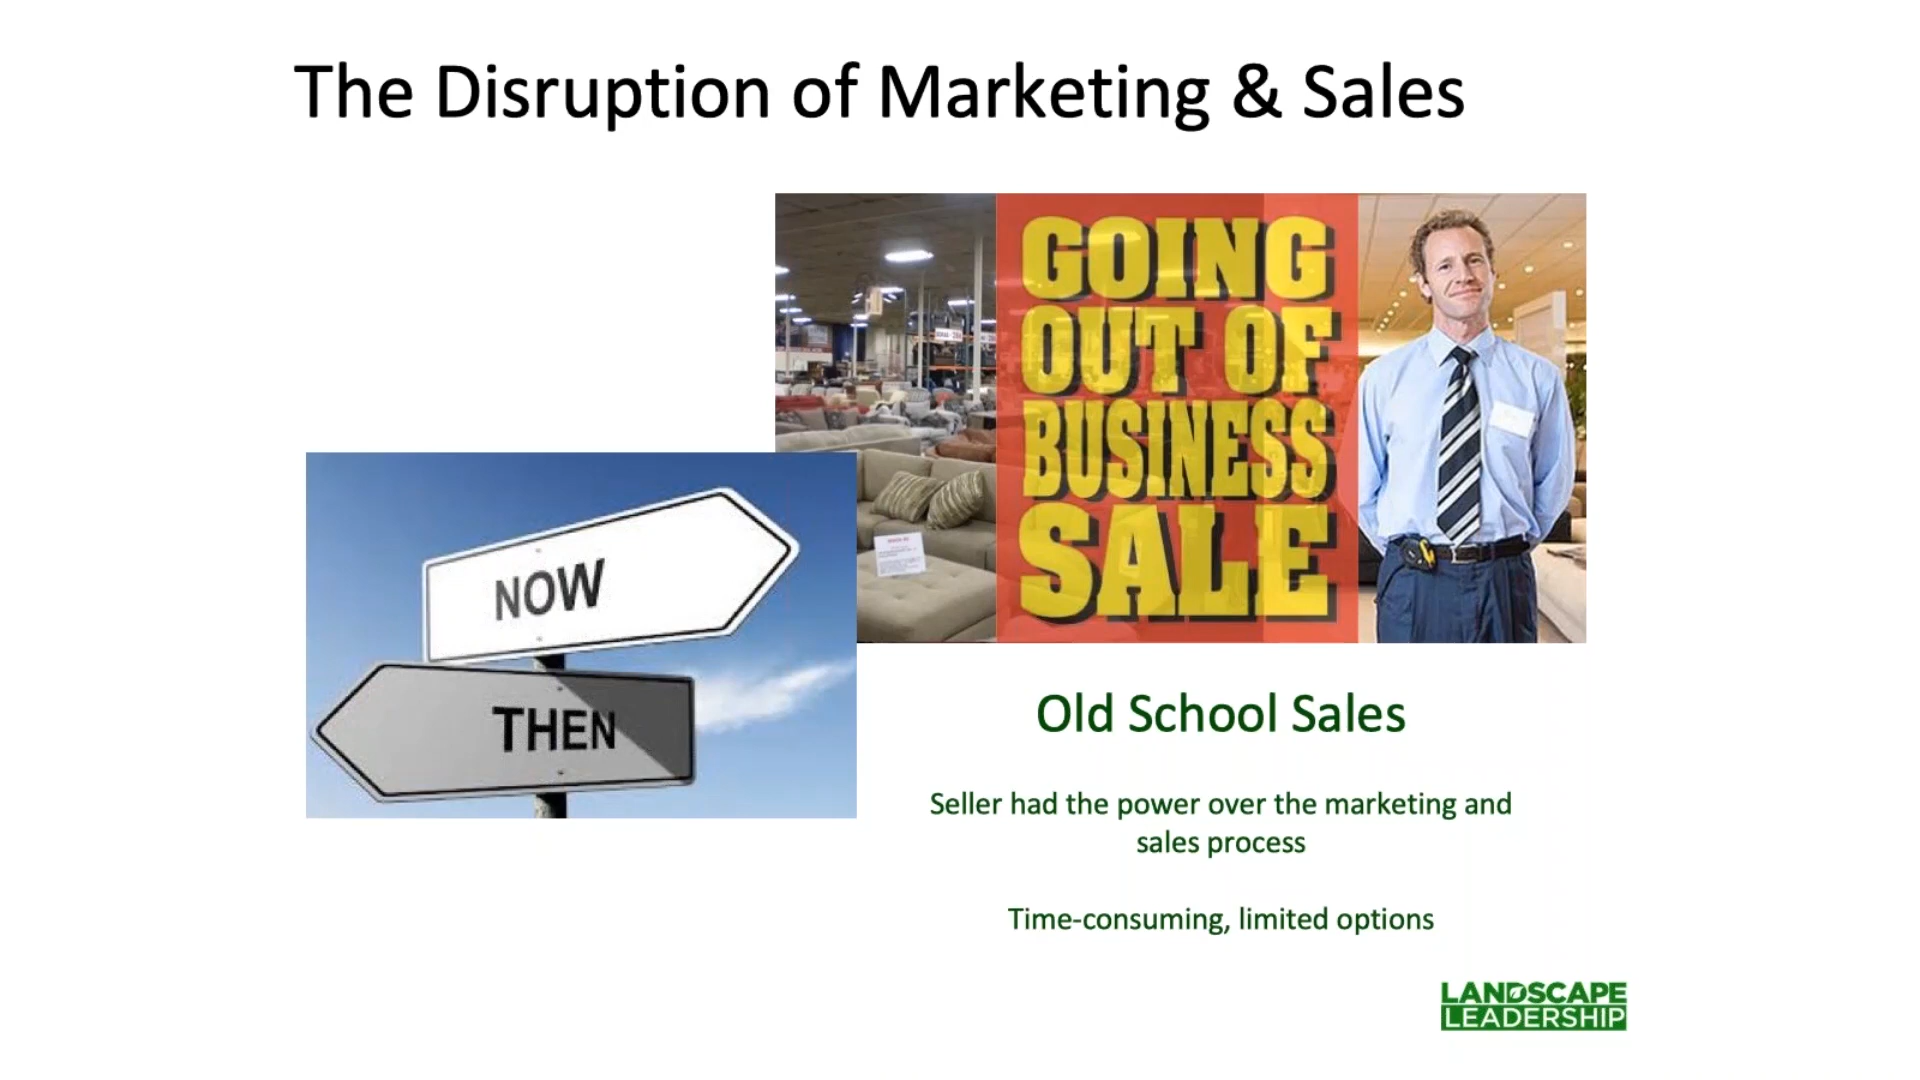 The Disruption of Marketing & Sales
GOING
OUT OF
BUSINESS
SALE
NOW
THEN
Old School Sales
Seller had the power over the marketing and
sales process
Time-consuming, limited options
LANDSCAPE
LEADERSHIP